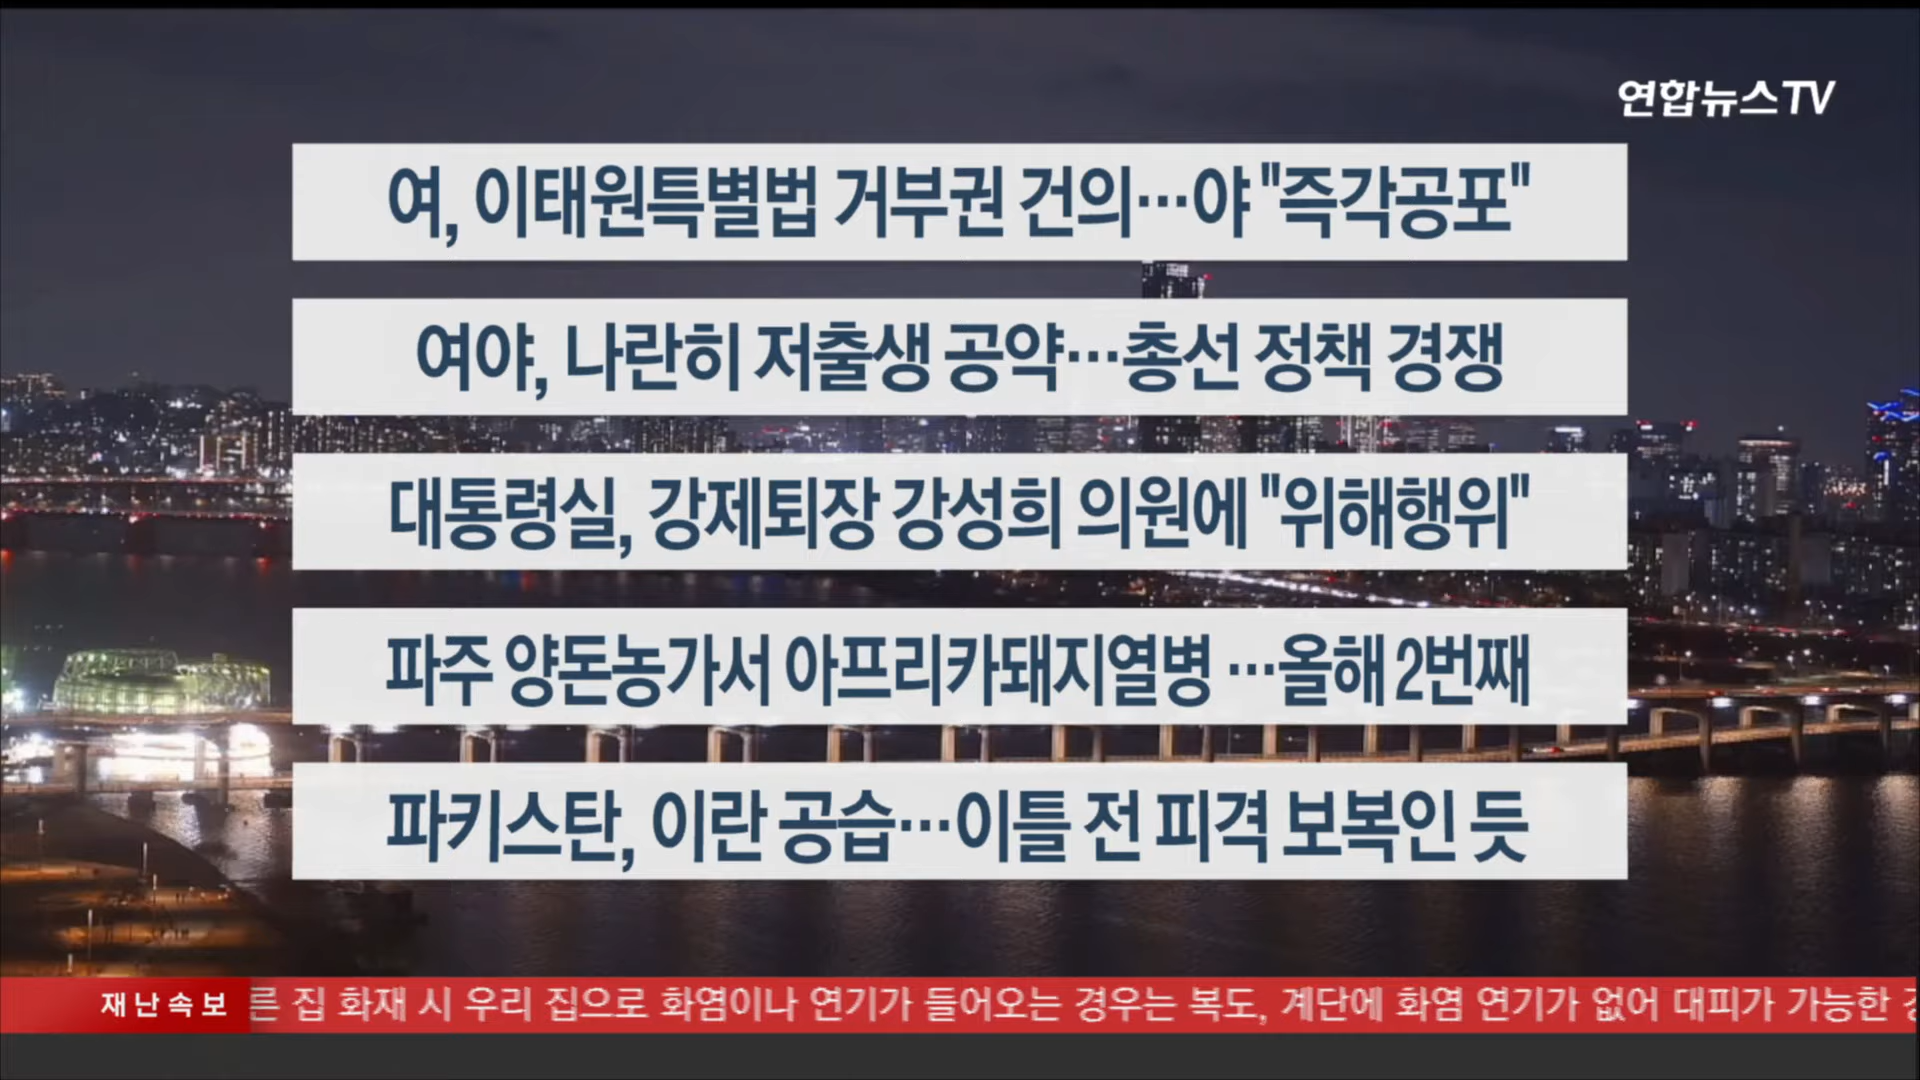 연합뉴스TV
여, 이태원특별법 거부권 건의…야 "즉각공포"
여야, 나란히 저출생 공약…총선 정책 경쟁
대통령실, 강제퇴장 강성희 의원에 "위해행위"
파주 양돈농가서 아프리카돼지열병 …올해 2번째
파키스탄, 이란 공습…이틀 전 피격 보복인 듯
재난속보 른 집 화재 시 우리 집으로 화염이나 연기가 들어오는 경우는 복도, 계단에 화염 연기가 없어 대피가 가능한